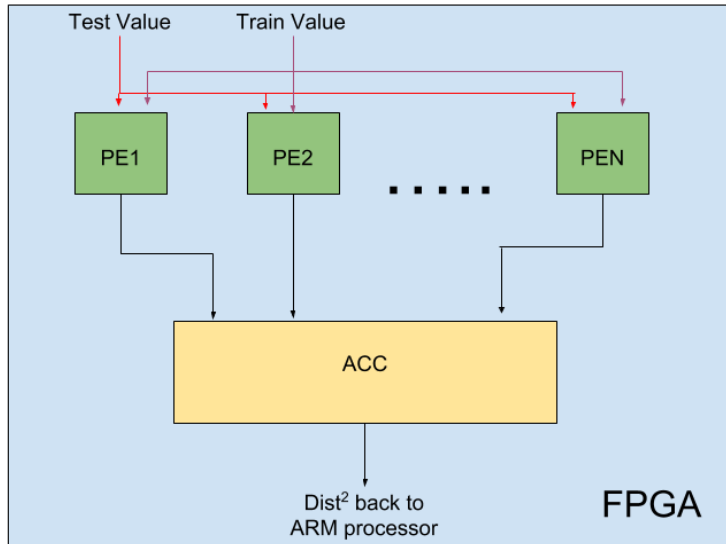 Test Value
Train Value
PE1
PE2
PEN
ACC
Dist² back to
ARM processor
FPGA